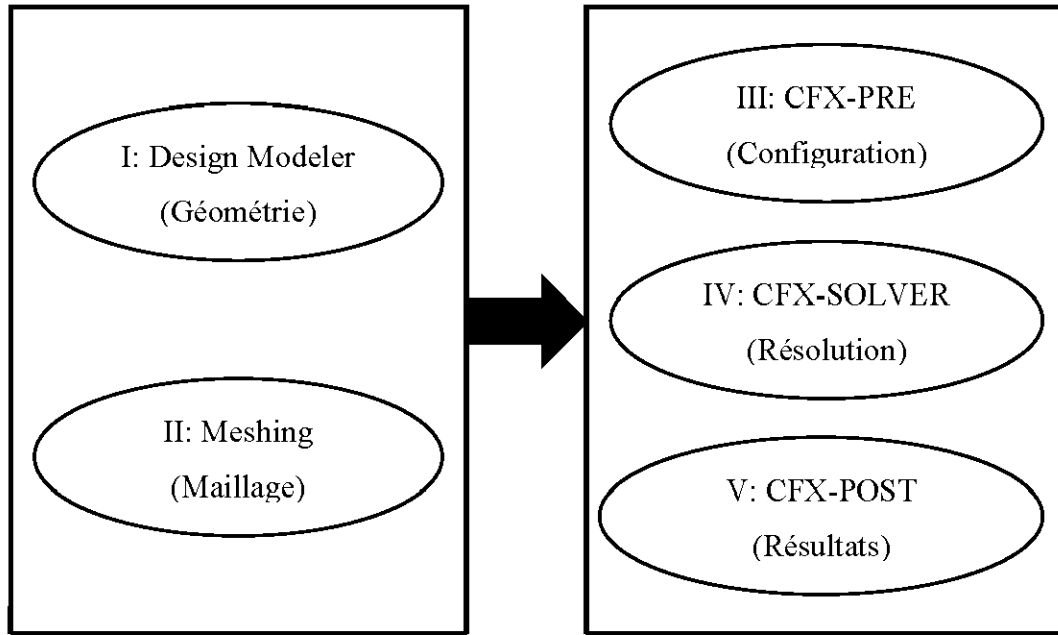 I: Design Modeler
(Géométrie)
II: Meshing
(Maillage)
III: CFX-PRE
(Configuration)
IV: CFX-SOLVER
(Résolution)
V: CFX-POST
(Résultats)